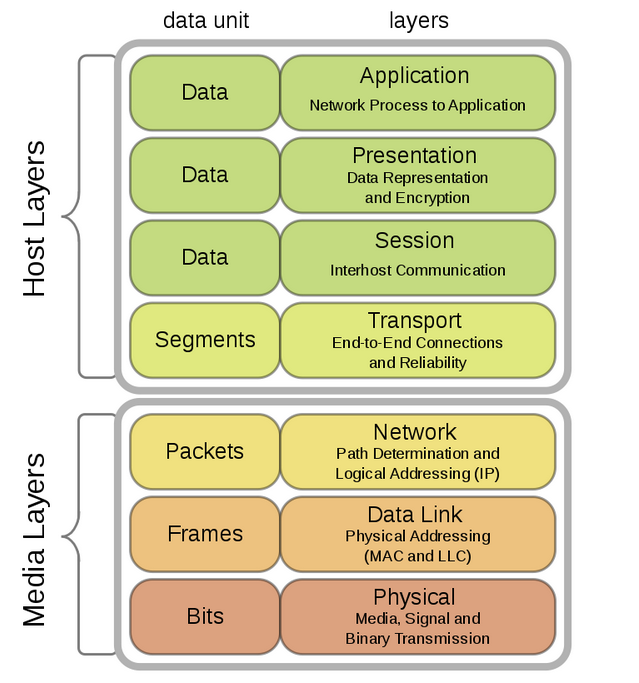 data unit
layers
Host Layers
Data
Application
Network Process to Application
Data
Presentation
Data Representation
and Encryption
Data
Session
Interhost Communication
Segments
Transport
End-to-End Connections
and Reliability
Media Layers
Packets
Network
Path Determination and
Logical Addressing (IP)
Frames
Data Link
Physical Addressing
(MAC and LLC)
Bits
Physical
Media, Signal and
Binary Transmission